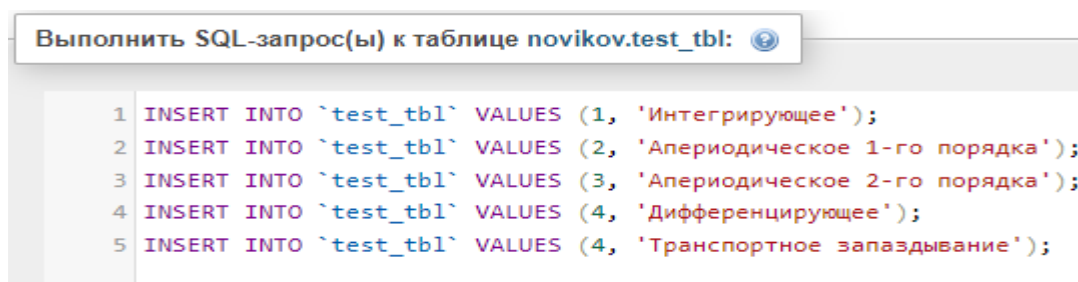 Выполнить SQL-запрос(ы) к таблице novikov.test_tbl:
1 INSERT INTO `test_tbl` VALUES (1, 'Интегрирующее');
2 INSERT INTO `test_tbl` VALUES (2, 'Апериодическое 1-го порядка');
3 INSERT INTO `test_tbl` VALUES (3, 'Апериодическое 2-го порядка');
4 INSERT INTO `test_tbl` VALUES (4, 'Дифференцирующее');
5 INSERT INTO `test_tbl` VALUES (4, 'Транспортное запаздывание');